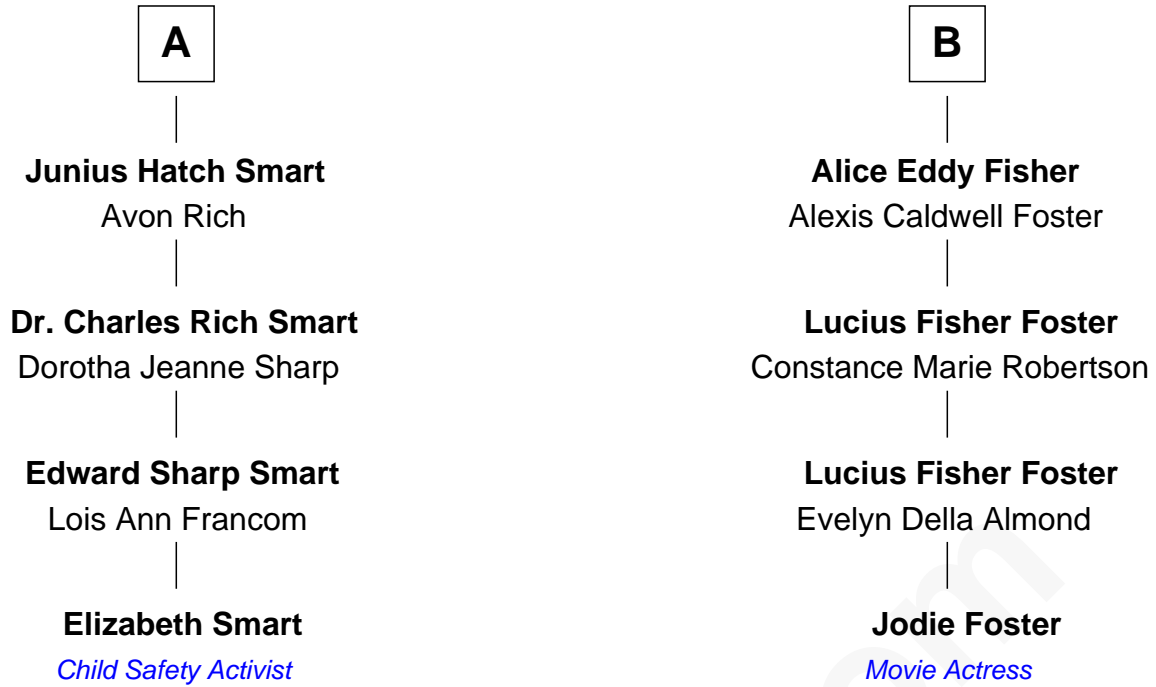 A
Junius Hatch Smart
Avon Rich
Dr. Charles Rich Smart
Dorotha Jeanne Sharp
Edward Sharp Smart
Lois Ann Francom
Elizabeth Smart
Child Safety Activist
B
Alice Eddy Fisher
Alexis Caldwell Foster
Lucius Fisher Foster
Constance Marie Robertson
Lucius Fisher Foster
Evelyn Della Almond
Jodie Foster
Movie Actress